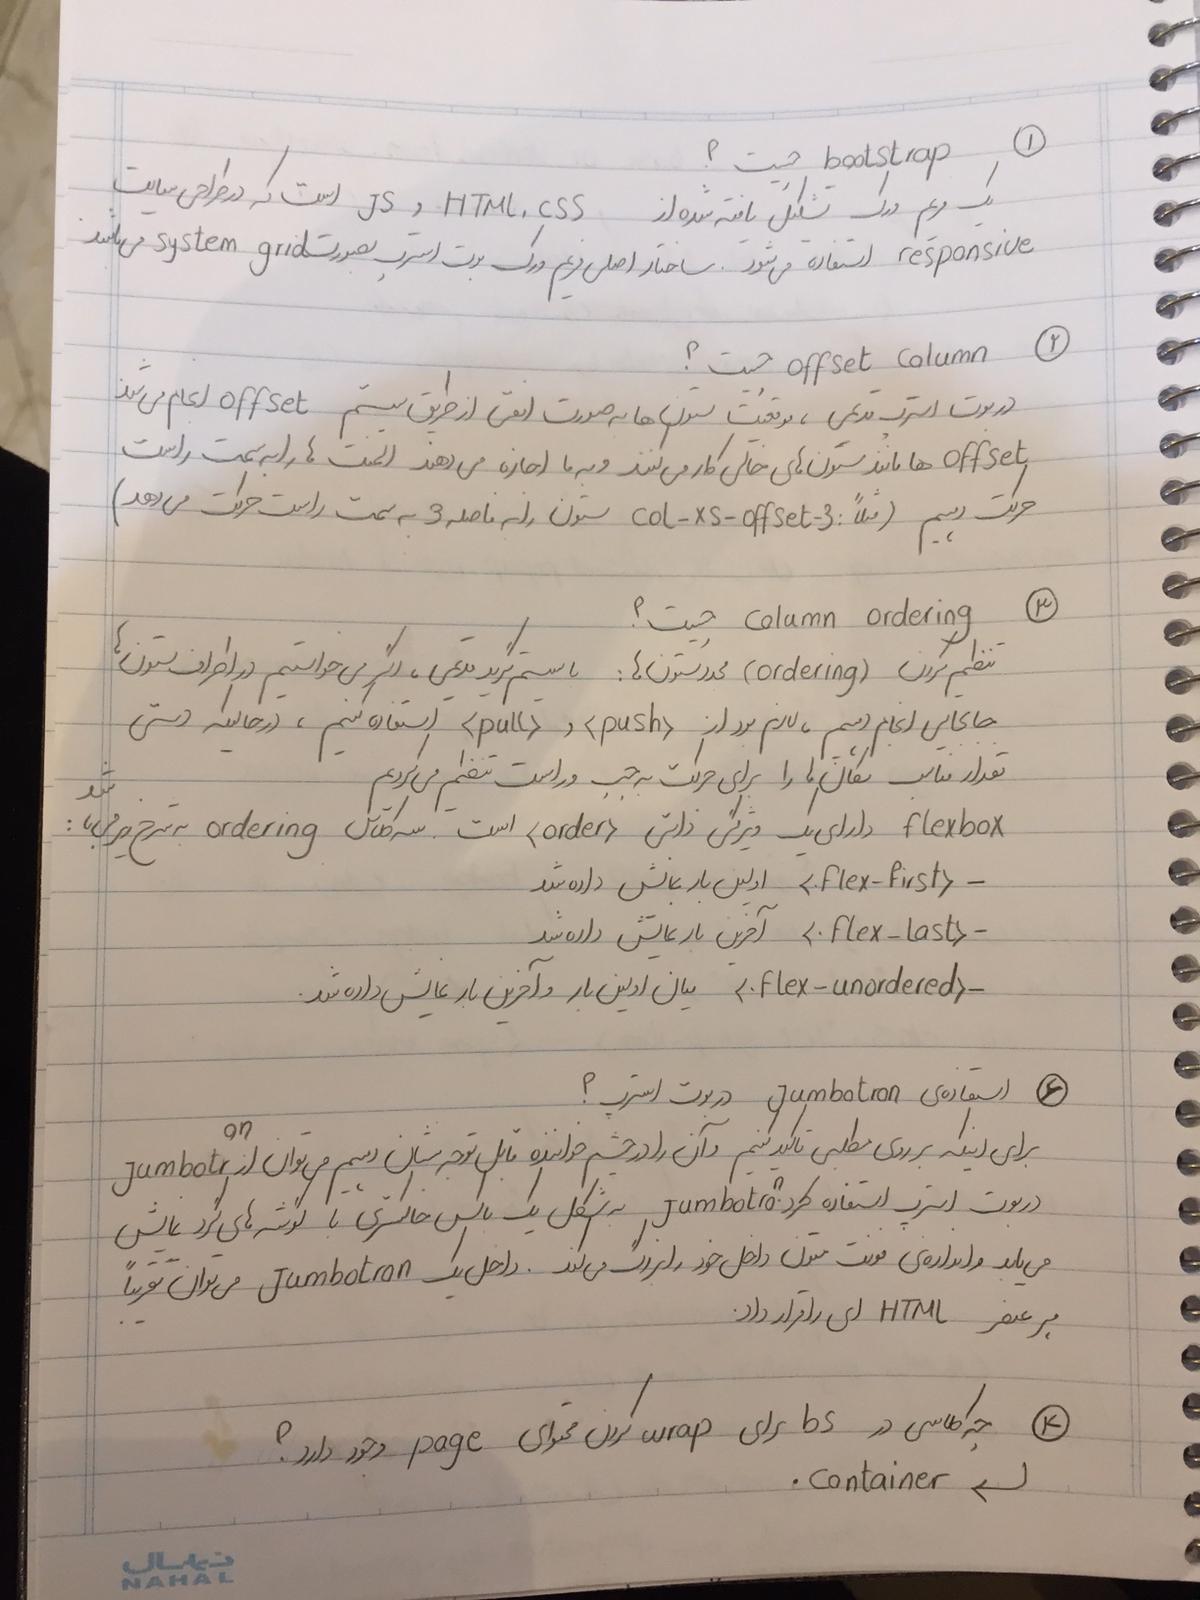 ① bootstrap چیست ؟
یک فریم ورک تشکیل یافته شده از HTML, CSS و JS است که در طراحی سایت
responsive استفاده می شود . ساختار اصلی فریم ورک بوت استرپ بصورت system grid می باشد
② offset column چیست ؟
در بوت استرپ قدیمی ، موقعیت ستون ها به صورت افقی از طریق سیستم offset انجام می شد
offset ها مانند ستون های خالی کار می کنند و به ما اجازه می دهند المنت ها را به سمت راست
حرکت دهیم (مثلاً : col-xs-offset-3 ستون را به فاصله 3 به سمت راست حرکت می دهد)
③ column ordering چیست ؟
تنظیم کردن (ordering) مجدد ستون ها : با سیستم گرید قدیمی ، اگر می خواستیم در اطراف ستون ها
جابجایی انجام دهیم ، لازم بود از <push> و <pull> استفاده کنیم ، در حالیکه دستی
تعداد مناسب مکان ها را برای حرکت به چپ و راست تنظیم می کردیم
flexbox دارای یک ویژگی ذاتی <order> است . سه کلاس ordering به شرح زیر می باشد :
- <.flex-first> اولین بار نمایش داده شد
- <.flex-last> آخرین بار نمایش داده شد
- <.flex-unordered> میان اولین بار و آخرین بار نمایش داده شد .
⑥ استفاده ی Jumbotron در بوت استرپ ؟
برای اینکه بر روی مطلبی تاکید کنیم و آن را در چشم خواننده قابل توجه نشان دهیم می توان از Jumbotron
در بوت استرپ استفاده کرد . Jumbotron به شکل یک باکس خاکستری با گوشه های گرد نمایش
می یابد و اندازه ی فونت متون داخل خود را بزرگ می کند . داخل یک Jumbotron می توان تقریباً
هر عنصر HTML ای را قرار داد .
④ چه کلاسی در bs برای wrap کردن محتوای page وجود دارد ؟
↩ container .
نهال
NAHAL